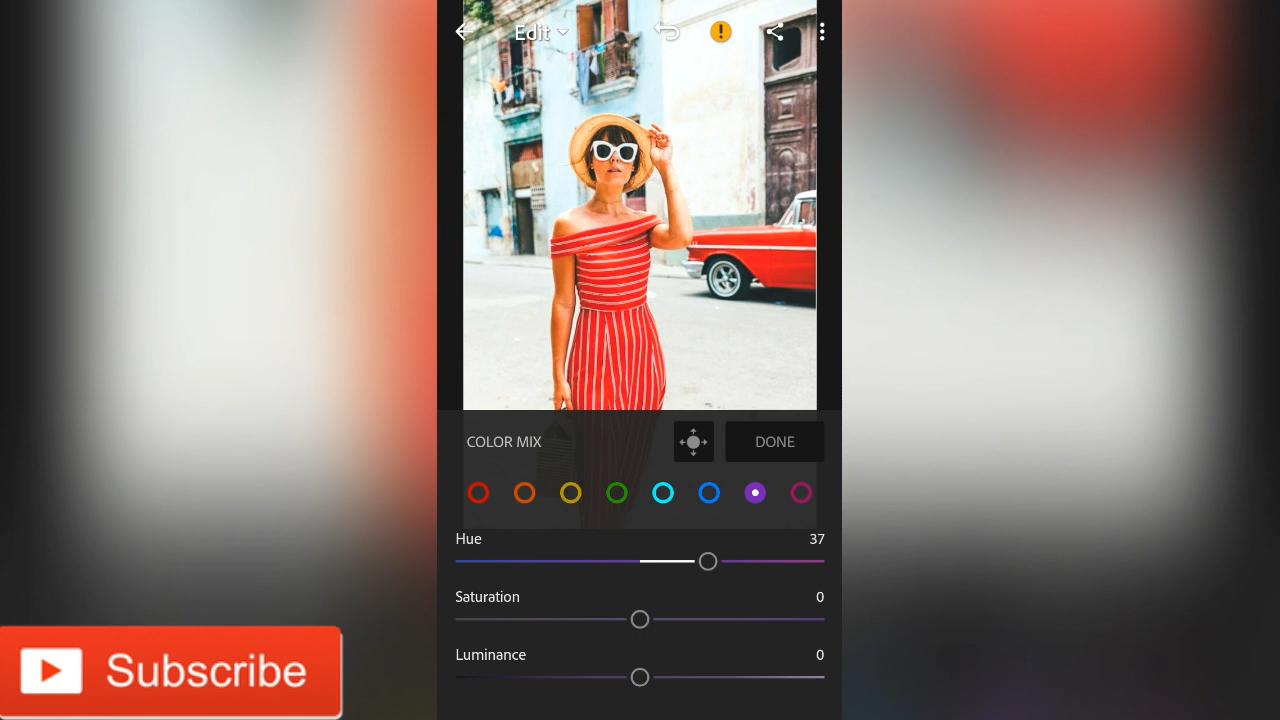 Edit
COLOR MIX
DONE
Hue 37
Saturation 0
Luminance 0
Subscribe